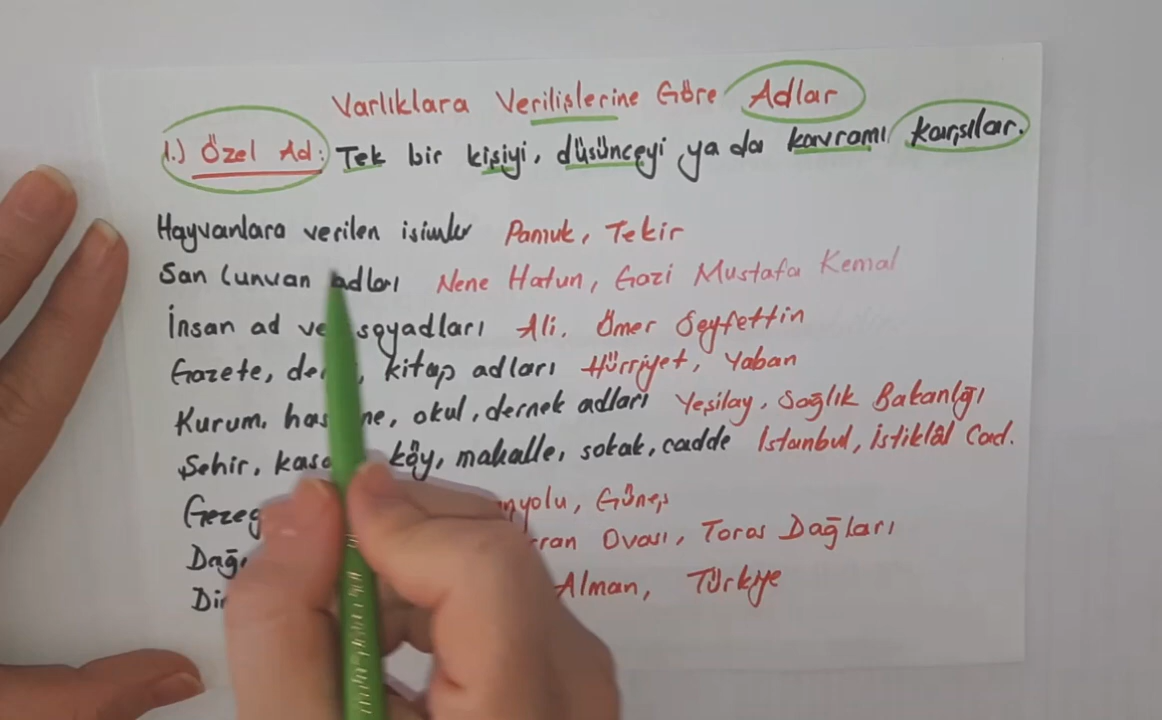 Varlıklara Verilişlerine Göre Adlar
1.) Özel Ad: Tek bir kişiyi, düşünceyi ya da kavramı karşılar.
Hayvanlara verilen isimler Pamuk, Tekir
San (unvan adları Nene Hatun, Gazi Mustafa Kemal
İnsan ad ve soyadları Ali, Ömer Seyfettin
Gazete, kitap adları Hürriyet, Yaban
Kurum, okul, dernek adları Yeşilay, Sağlık Bakanlığı
Şehir, köy, mahalle, sokak, cadde İstanbul, İstiklâl Cad.
Güneş
Ovası, Toros Dağları
Alman, Türkiye